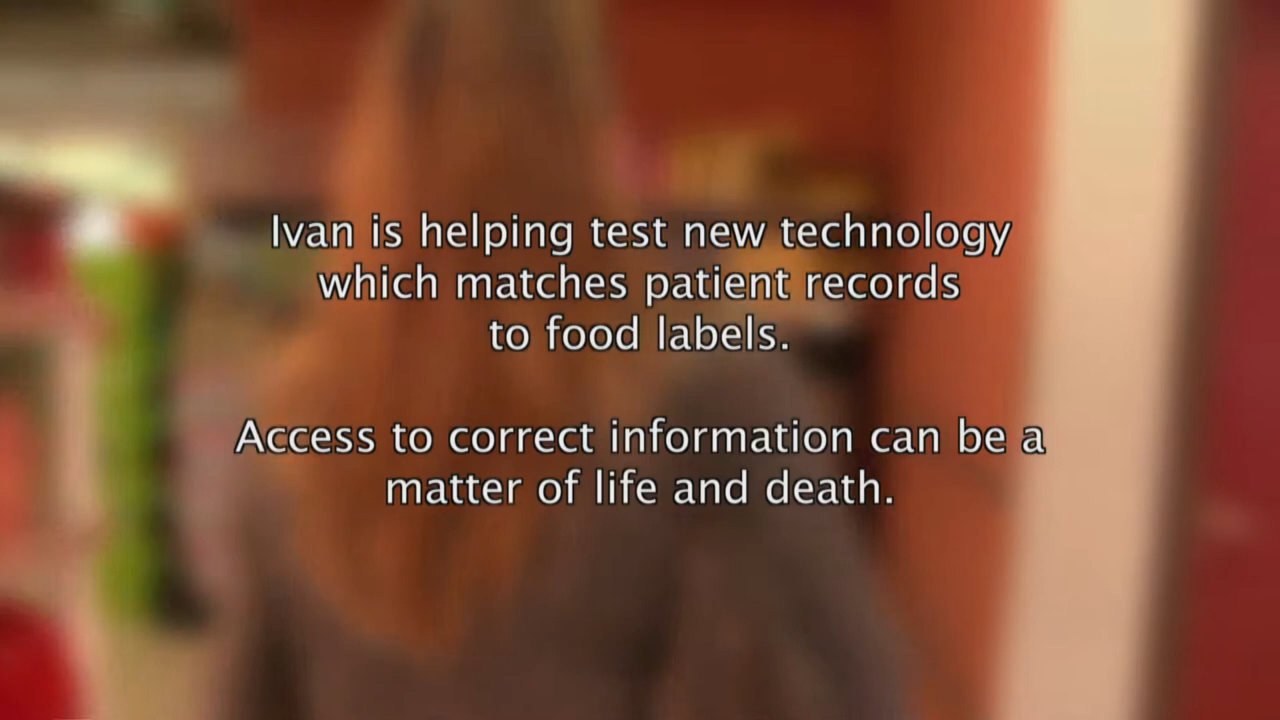 Ivan is helping test new technology
which matches patient records
to food labels.
Access to correct information can be a
matter of life and death.